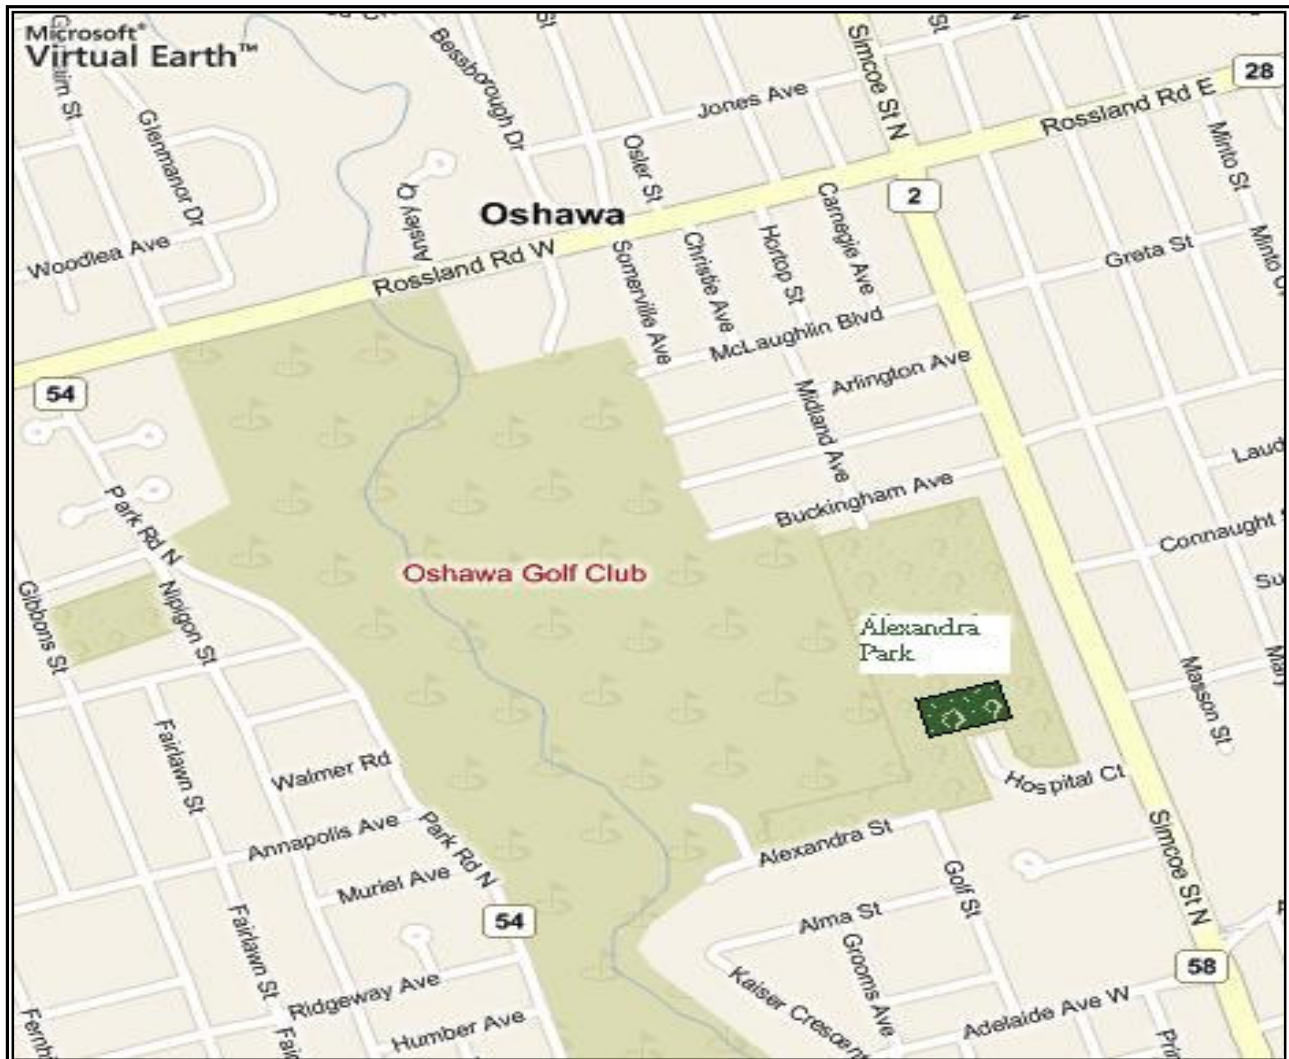 Microsoft®
Virtual Earth™
Bessborough Dr
St
Simcoe St N
St
28
Jones Ave
Rossland Rd E
Glenmanor Dr
Osler St
Minto St
Ansley Ct
Oshawa
2
Carnegie Ave
Woodlea Ave
Rossland Rd W
Somerville Ave
Christie Ave
Hortop St
Greta St
Minto
McLaughlin Blvd
Arlington Ave
54
Midland Ave
Buckingham Ave
Park Rd N
Connaught
Oshawa Golf Club
Gibbons St
Nipigon St
Alexandra
Park
Masson St
Fairlawn St
Walmer Rd
Hospital Ct
Annapolis Ave
Park Rd N
Alexandra St
Simcoe St N
Muriel Ave
Golf St
54
Alma St
Fairlawn St
Grooms Ave
58
Ridgeway Ave
Kaiser Crescent
Adelaide Ave W
Humber Ave